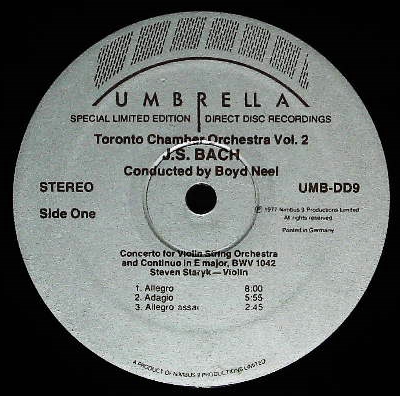 UMBRELLA
SPECIAL LIMITED EDITION DIRECT DISC RECORDINGS
Toronto Chamber Orchestra Vol. 2
J.S. BACH
Conducted by Boyd Neel
STEREO UMB-DD9
Side One
℗ 1977 Nimbus 9 Productions Limited
All rights reserved.
Printed in Germany
Concerto for Violin String Orchestra
and Continuo in E major, BWV 1042
Steven Staryk — Violin
1. Allegro 8:00
2. Adagio 5:55
3. Allegro assai 2:45
A PRODUCT OF NIMBUS 9 PRODUCTIONS LIMITED